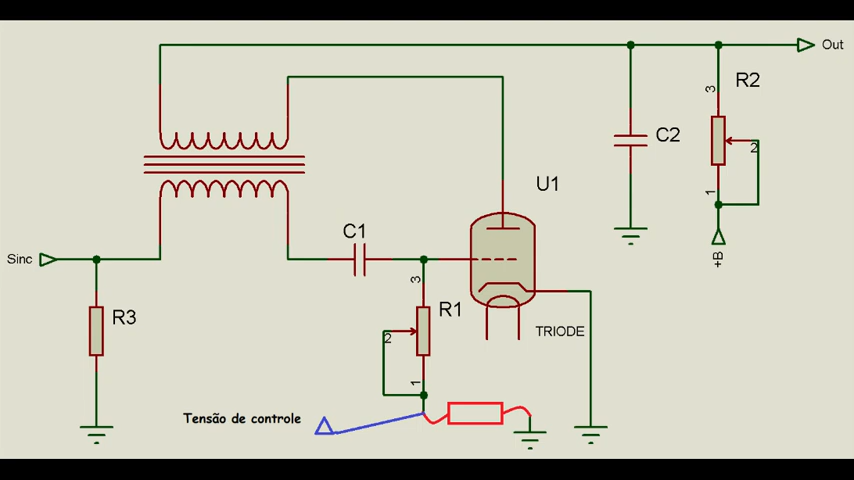 Out
R2
3
C2
2
U1
1
C1
Sinc
+B
3
R3
R1
2
TRIODE
1
Tensão de controle